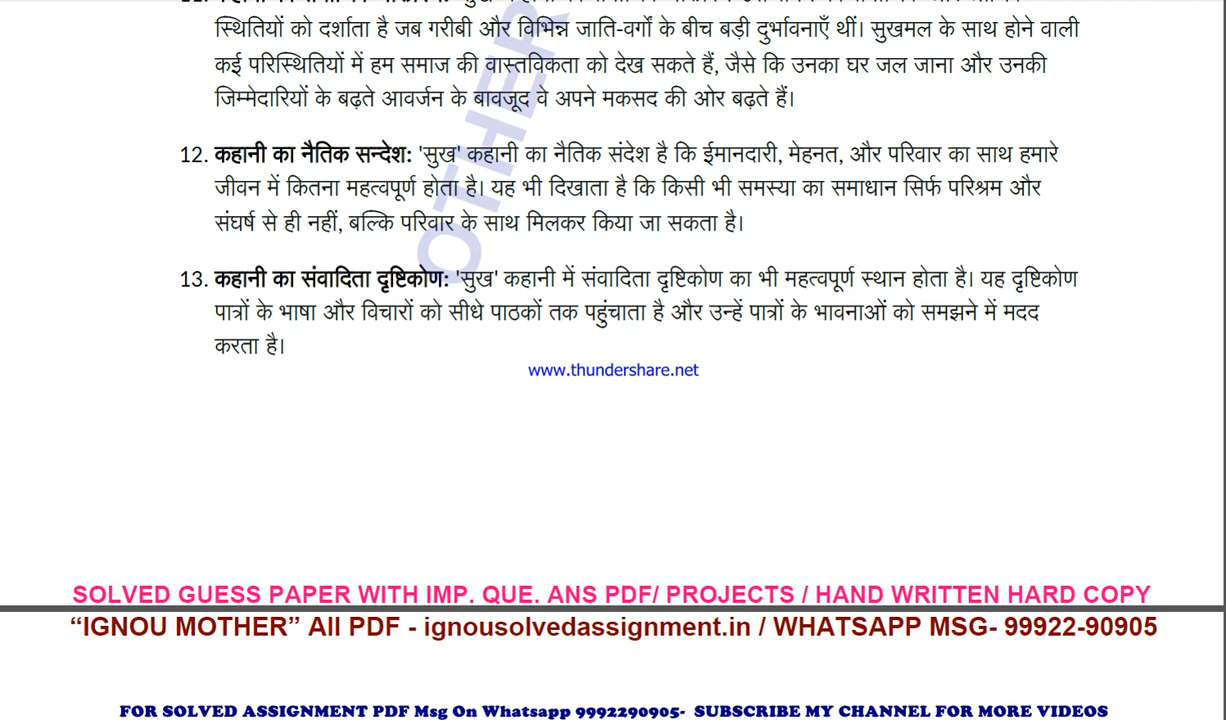 स्थितियों को दर्शाता है जब गरीबी और विभिन्न जाति-वर्गों के बीच बड़ी दुर्भावनाएँ थीं। सुखमल के साथ होने वाली
कई परिस्थितियों में हम समाज की वास्तविकता को देख सकते हैं, जैसे कि उनका घर जल जाना और उनकी
जिम्मेदारियों के बढ़ते आवर्जन के बावजूद वे अपने मकसद की ओर बढ़ते हैं।
12. कहानी का नैतिक सन्देश: 'सुख' कहानी का नैतिक संदेश है कि ईमानदारी, मेहनत, और परिवार का साथ हमारे
जीवन में कितना महत्वपूर्ण होता है। यह भी दिखाता है कि किसी भी समस्या का समाधान सिर्फ परिश्रम और
संघर्ष से ही नहीं, बल्कि परिवार के साथ मिलकर किया जा सकता है।
13. कहानी का संवादिता दृष्टिकोण: 'सुख' कहानी में संवादिता दृष्टिकोण का भी महत्वपूर्ण स्थान होता है। यह दृष्टिकोण
पात्रों के भाषा और विचारों को सीधे पाठकों तक पहुंचाता है और उन्हें पात्रों के भावनाओं को समझने में मदद
करता है।
OTHER
www.thundershare.net
SOLVED GUESS PAPER WITH IMP. QUE. ANS PDF/ PROJECTS / HAND WRITTEN HARD COPY
“IGNOU MOTHER” All PDF - ignousolvedassignment.in / WHATSAPP MSG- 99922-90905
FOR SOLVED ASSIGNMENT PDF Msg On Whatsapp 9992290905- SUBSCRIBE MY CHANNEL FOR MORE VIDEOS